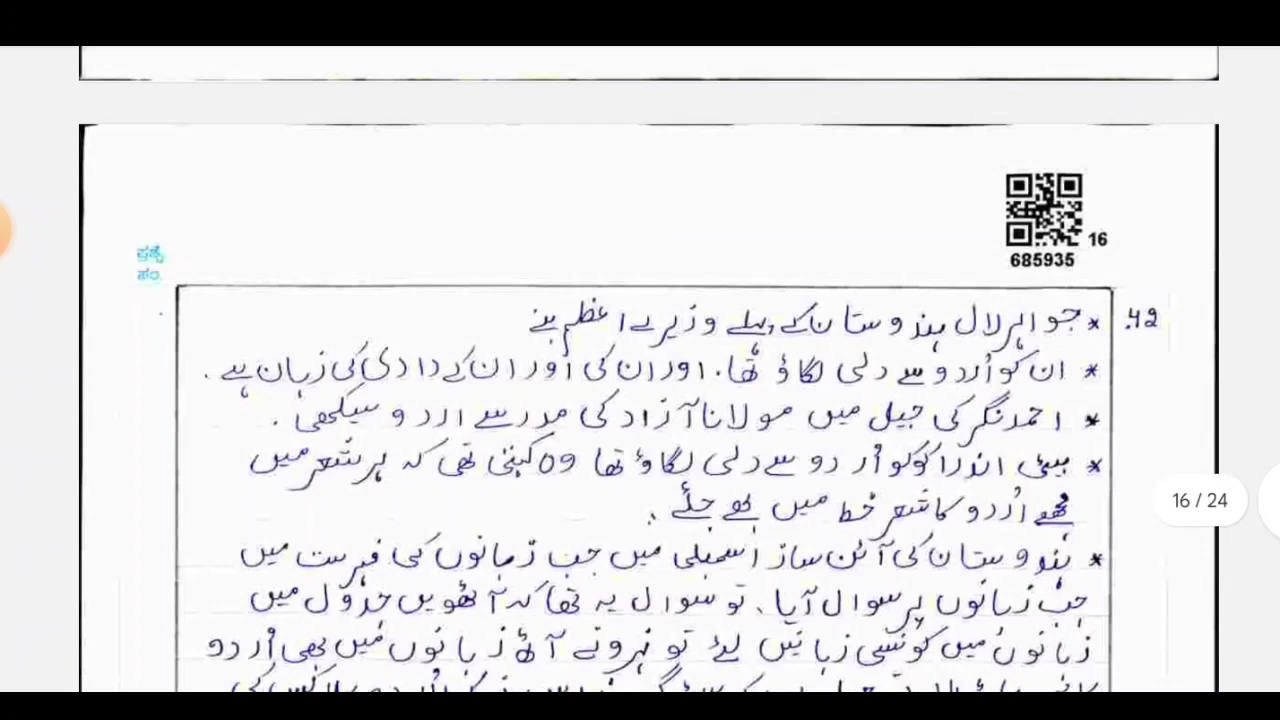 16
685935
ಪ್ರಶ್ನೆ
ಸಂ.
42. * جواہرلال ہندوستان کے پہلے وزیرے اعظم بنے
* ان کو اُردو سے دلی لگاؤ تھا. اور ان کی اور ان کے دادی کی زبان ہے.
* احمدنگر کی جیل میں مولانا آزاد کی مدد سے اردو سیکھی.
* بیٹی اندرا کو اُردو سے دلی لگاؤ تھا وہ کہتی تھی کہ ہر شعر میں
مجھے اُردو کا شعر خط میں بھیجئے.
* ہندوستان کی آئن ساز اسمبلی میں جب زبانوں کی فہرست میں
جب زبانوں پر سوال آیا. تو سوال یہ تھا کہ آٹھویں جدول میں
زبانوں میں کونسی زبانیں لئے تو نہرو نے آٹھ زبانوں میں بھی اُردو
16 / 24